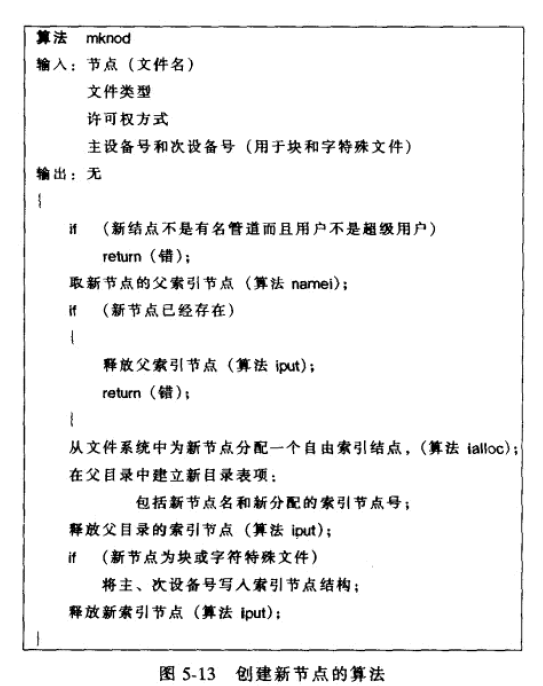 算法 mknod
输入：节点（文件名）
文件类型
许可权方式
主设备号和次设备号（用于块和字特殊文件）
输出：无
{
if （新结点不是有名管道而且用户不是超级用户）
return（错）；
取新节点的父索引节点（算法 namei）；
if （新节点已经存在）
{
释放父索引节点（算法 iput）；
return（错）；
{
从文件系统中为新节点分配一个自由索引结点，（算法 ialloc）；
在父目录中建立新目录表项：
包括新节点名和新分配的索引节点号；
释放父目录的索引节点（算法 iput）；
if （新节点为块或字符特殊文件）
将主、次设备号写入索引节点结构；
释放新索引节点（算法 iput）；
}
图 5-13 创建新节点的算法